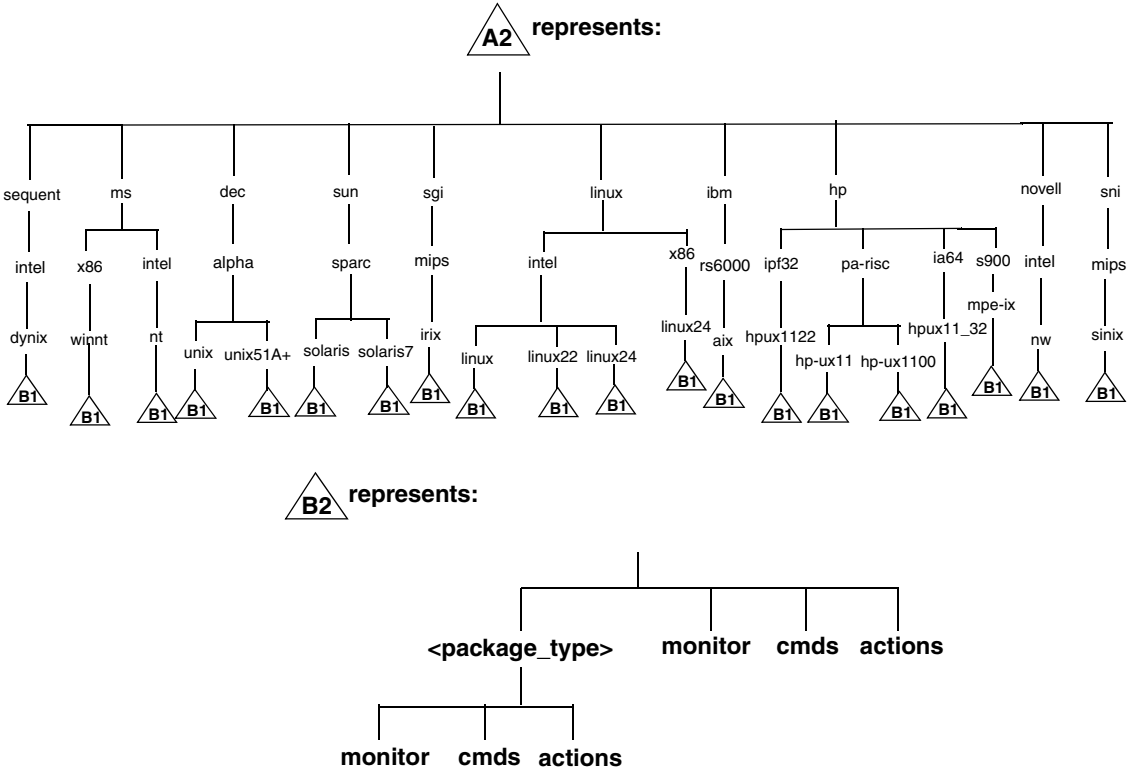 A2 represents:
sequent ms dec sun sgi linux ibm hp novell sni
intel x86 intel alpha sparc mips intel x86 rs6000 ipf32 pa-risc ia64 s900 intel mips
dynix winnt nt unix unix51A+ solaris solaris7 irix linux linux22 linux24 linux24 aix hpux1122 hp-ux11 hp-ux1100 hpux11_32 mpe-ix nw sinix
B1 B1 B1 B1 B1 B1 B1 B1 B1 B1 B1 B1 B1 B1 B1 B1 B1 B1 B1 B1
B2 represents:
<package_type> monitor cmds actions
monitor cmds actions